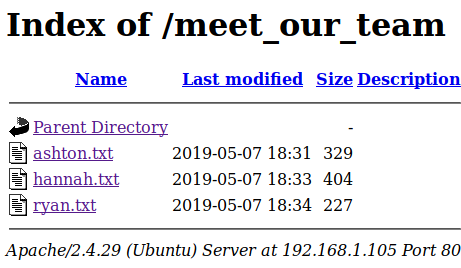 Index of /meet_our_team
Name Last modified Size Description
Parent Directory -
ashton.txt 2019-05-07 18:31 329
hannah.txt 2019-05-07 18:33 404
ryan.txt 2019-05-07 18:34 227
Apache/2.4.29 (Ubuntu) Server at 192.168.1.105 Port 80